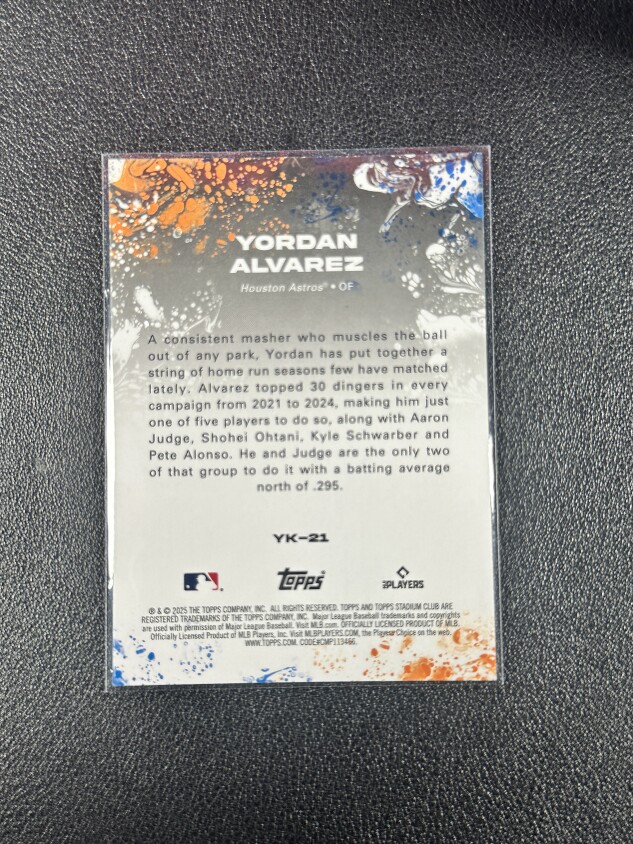 YORDAN
ALVAREZ
Houston Astros® • OF
A consistent masher who muscles the ball
out of any park, Yordan has put together a
string of home run seasons few have matched
lately. Alvarez topped 30 dingers in every
campaign from 2021 to 2024, making him just
one of five players to do so, along with Aaron
Judge, Shohei Ohtani, Kyle Schwarber and
Pete Alonso. He and Judge are the only two
of that group to do it with a batting average
north of .295.
YK–21
topps®
PLAYERS
® & © 2025 THE TOPPS COMPANY, INC. ALL RIGHTS RESERVED. TOPPS AND TOPPS STADIUM CLUB ARE
REGISTERED TRADEMARKS OF THE TOPPS COMPANY, INC. Major League Baseball trademarks and copyrights
are used with permission of Major League Baseball. Visit MLB.com. OFFICIALLY LICENSED PRODUCT OF MLB.
Officially Licensed Product of MLB Players, Inc. Visit MLBPLAYERS.COM, the Players Choice on the web.
WWW.TOPPS.COM. CODE#CMP113466.